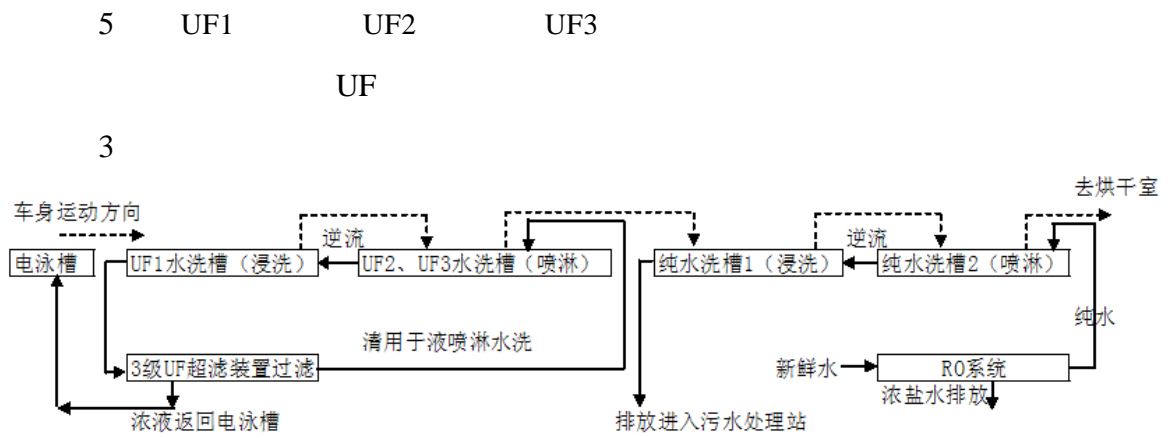 5 UF1 UF2 UF3
UF
3
去烘干室
车身运动方向
逆流
逆流
电泳槽
UF1水洗槽（浸洗）
UF2、UF3水洗槽（喷淋）
纯水洗槽1（浸洗）
纯水洗槽2（喷淋）
纯水
清用于液喷淋水洗
3级UF超滤装置过滤
新鲜水
RO系统
浓盐水排放
浓液返回电泳槽
排放进入污水处理站